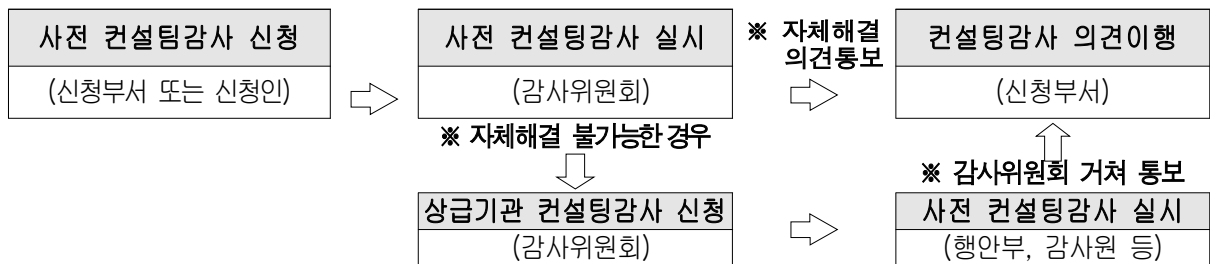 사전 컨설팀감사 신청
(신청부서 또는 신청인)
사전 컨설팅감사 실시
(감사위원회)
※ 자체해결
의견통보
컨설팅감사 의견이행
(신청부서)
※ 자체해결 불가능한 경우
※ 감사위원회 거쳐 통보
상급기관 컨설팅감사 신청
(감사위원회)
사전 컨설팅감사 실시
(행안부, 감사원 등)